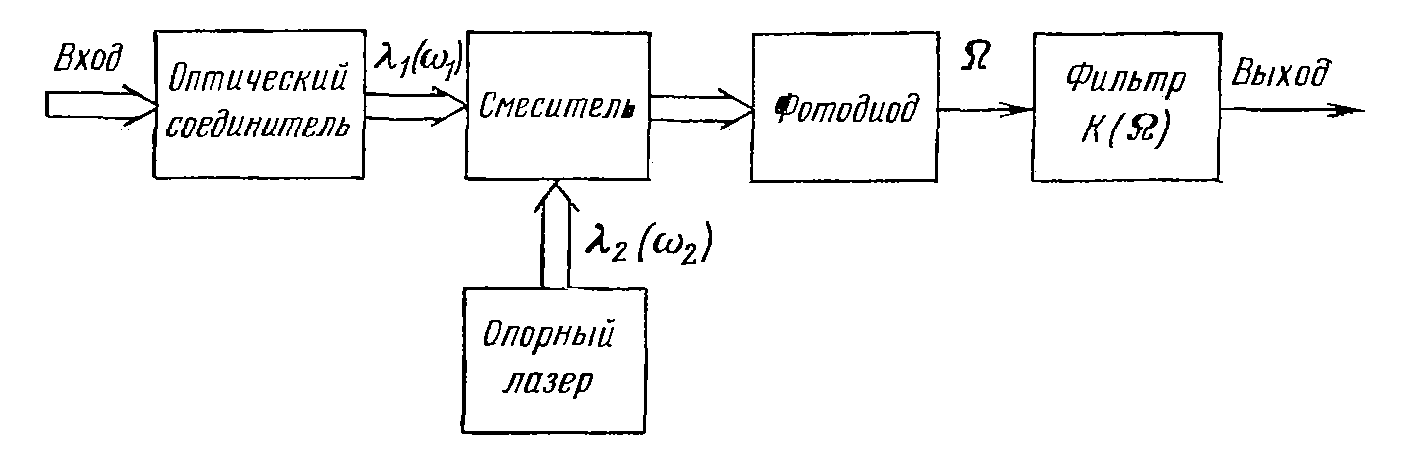 Вход
Оптический
соединитель
λ₁(ω₁)
Смеситель
Фотодиод
Ω
Фильтр
K(Ω)
Выход
λ₂(ω₂)
Опорный
лазер